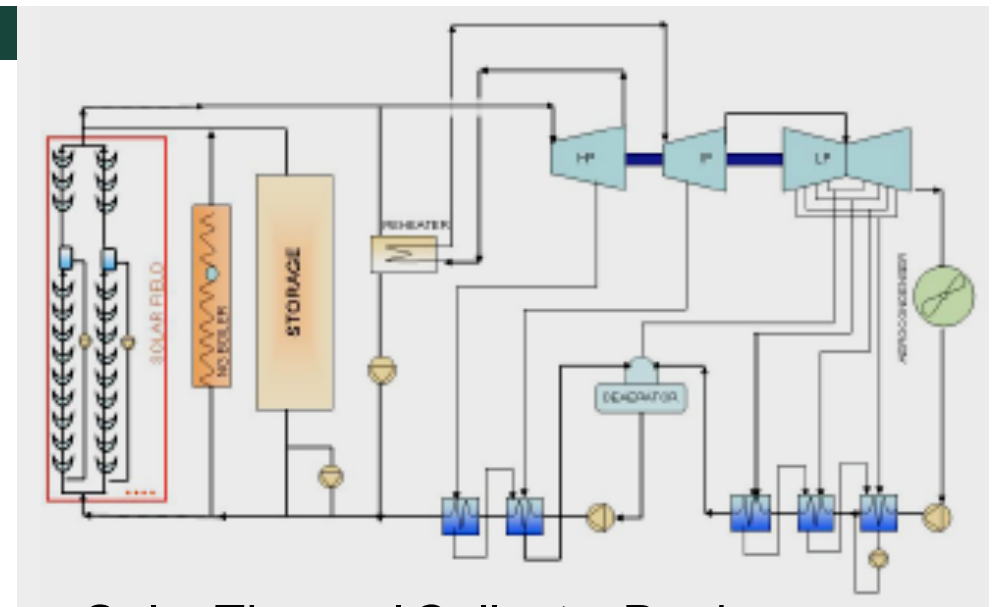 HP
IP
LP
REHEATER
AEROCONDENSER
STORAGE
SOLAR FIELD
NG BOILER
DEAERATOR